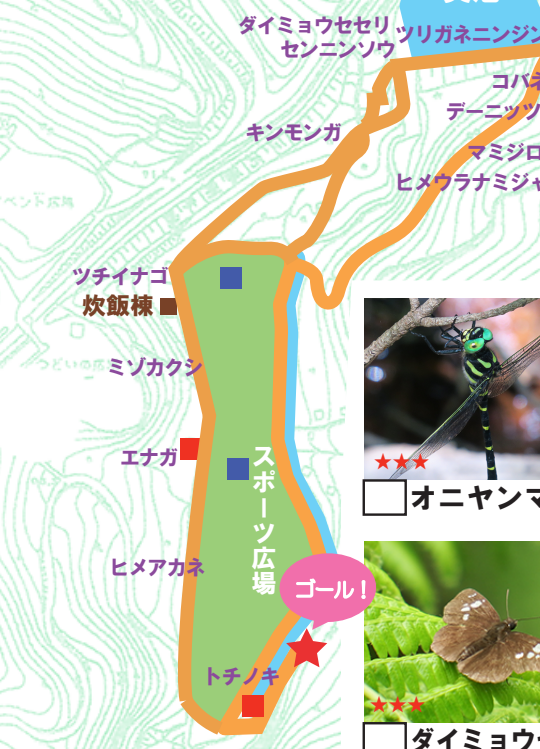 ダイミョウセセリ
センニンソウ
ツリガネニンジン
コバネ
デーニッツ
キンモンガ
マミジロ
ヒメウラナミジャ
ツチイナゴ
炊飯棟
ミゾカクシ
エナガ
スポーツ広場
ヒメアカネ
ゴール！
トチノキ
★★★
オニヤンマ
★★★
ダイミョウ